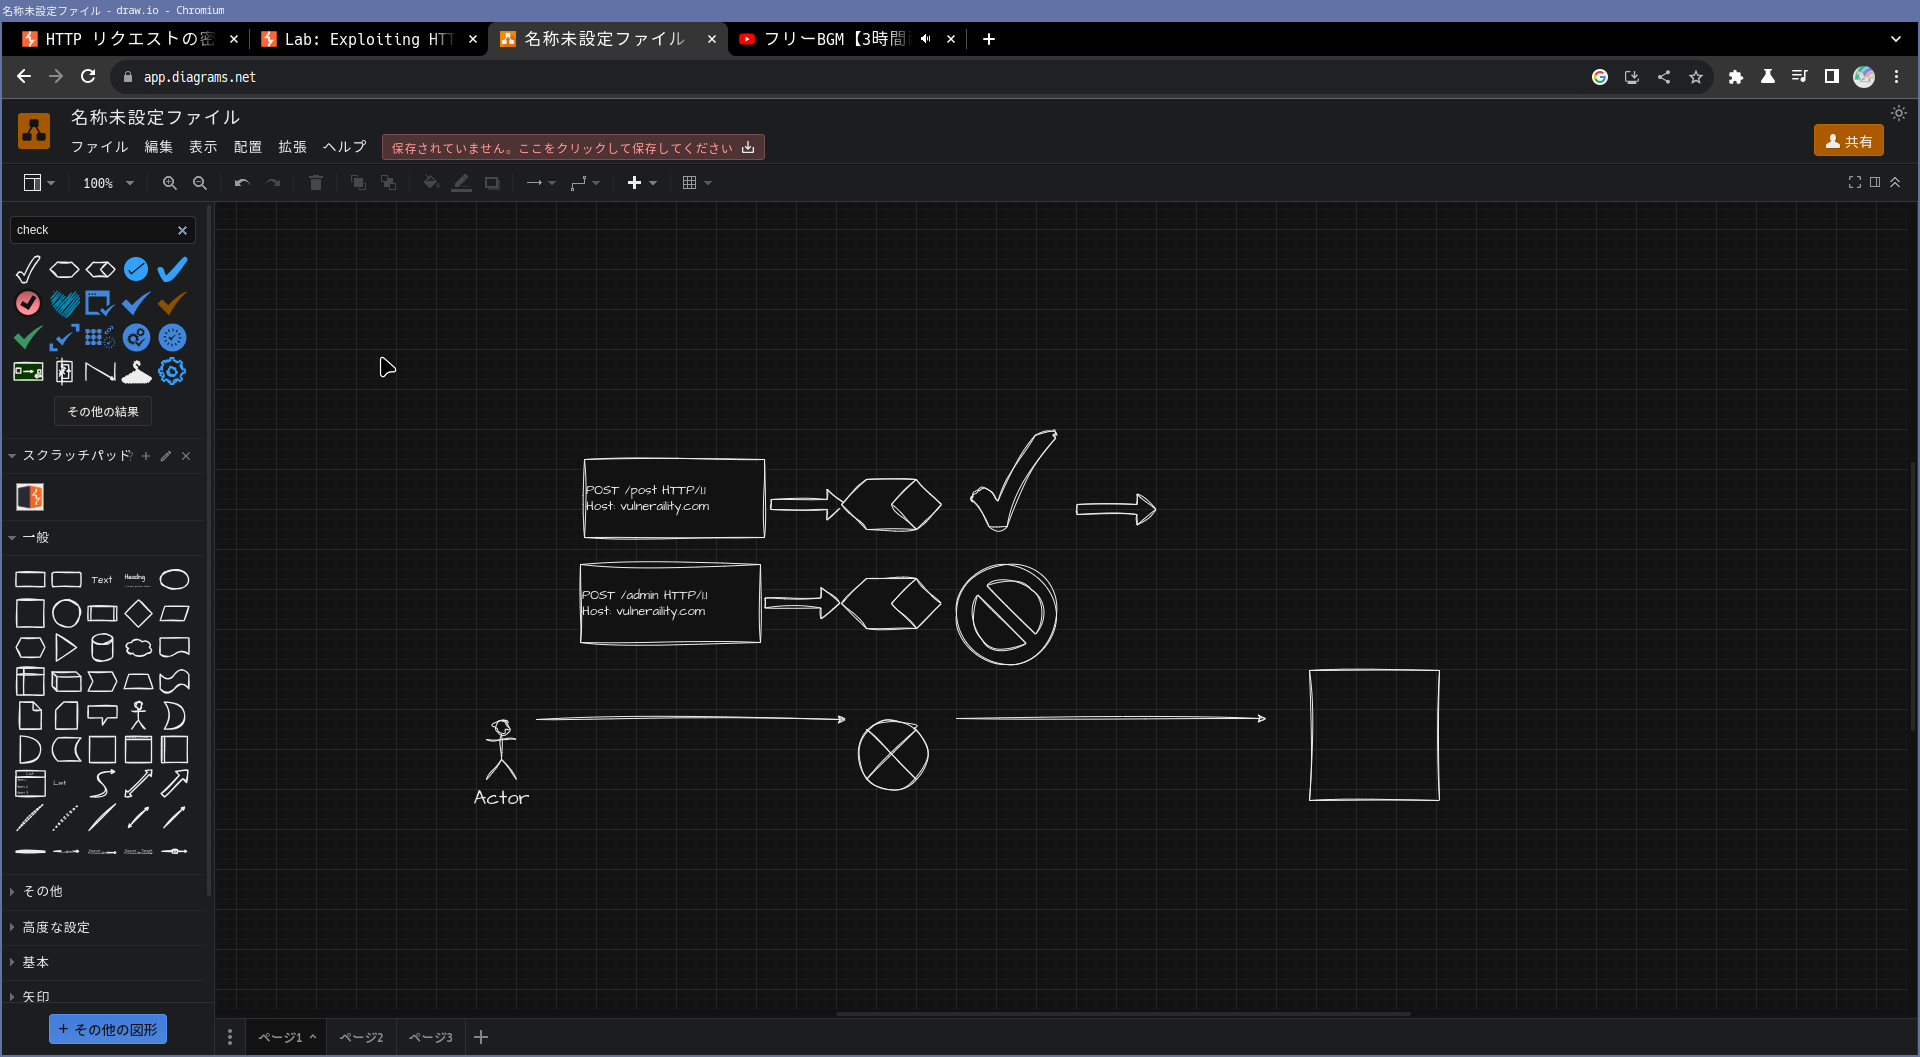 名称未設定ファイル - draw.io - Chromium
HTTP リクエストの密
Lab: Exploiting HTT
名称未設定ファイル
フリーBGM【3時間
app.diagrams.net
名称未設定ファイル
ファイル 編集 表示 配置 拡張 ヘルプ
保存されていません。ここをクリックして保存してください
共有
100%
check
その他の結果
スクラッチパッド
一般
Text
Heading
List
その他
高度な設定
基本
矢印
+ その他の図形
POST /post HTTP/1.1
Host: vulneraility.com
POST /admin HTTP/1.1
Host: vulneraility.com
Actor
ページ1
ページ2
ページ3